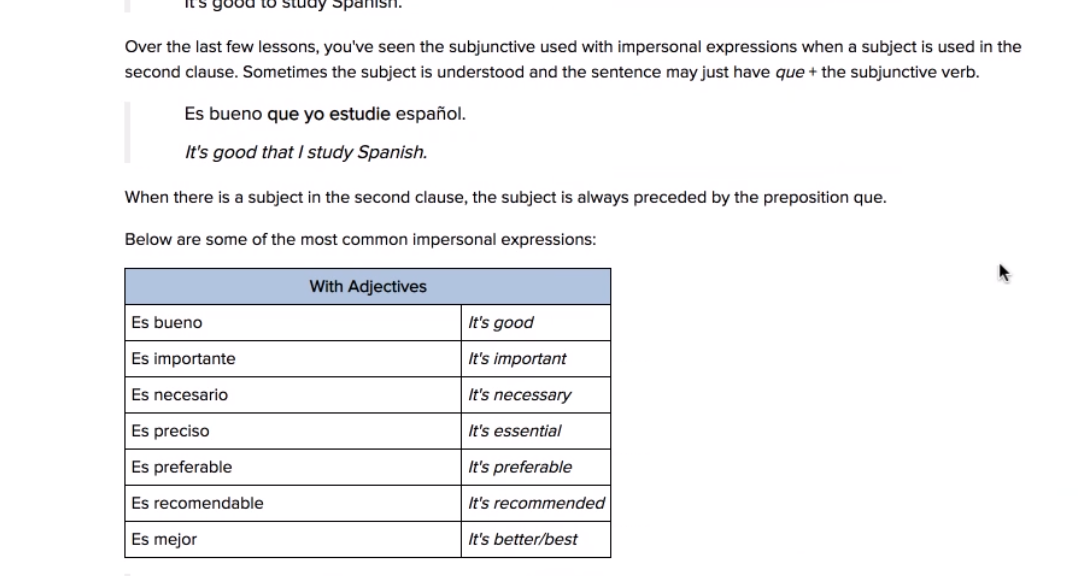 It's good to study Spanish.
Over the last few lessons, you've seen the subjunctive used with impersonal expressions when a subject is used in the
second clause. Sometimes the subject is understood and the sentence may just have que + the subjunctive verb.
Es bueno que yo estudie español.
It's good that I study Spanish.
When there is a subject in the second clause, the subject is always preceded by the preposition que.
Below are some of the most common impersonal expressions:
With Adjectives
Es bueno It's good
Es importante It's important
Es necesario It's necessary
Es preciso It's essential
Es preferable It's preferable
Es recomendable It's recommended
Es mejor It's better/best